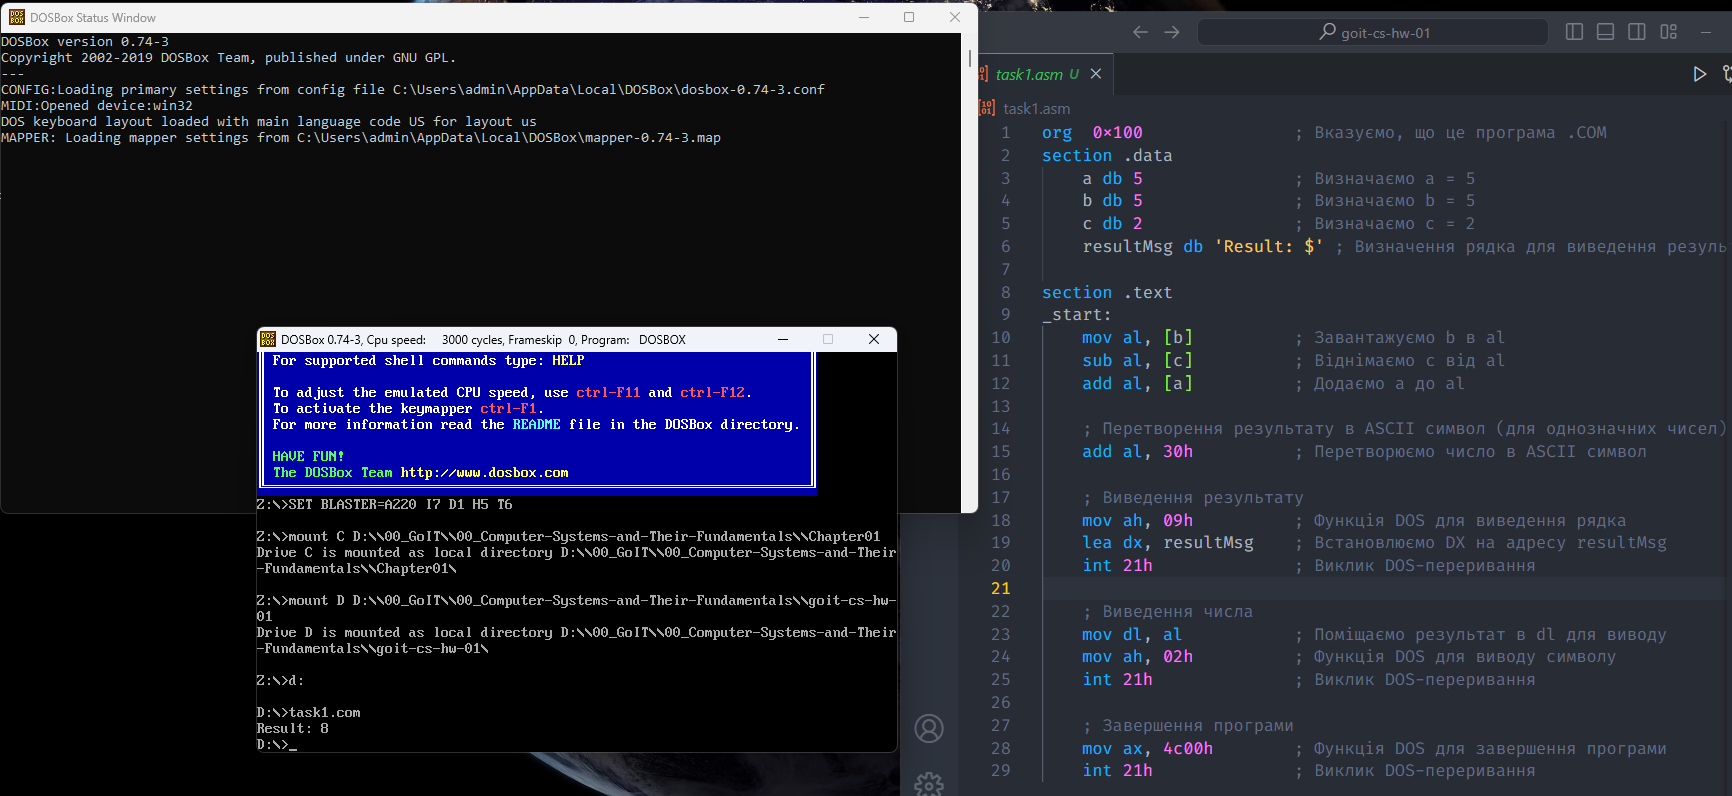 DOSBox Status Window
DOSBox version 0.74-3
Copyright 2002-2019 DOSBox Team, published under GNU GPL.
---
CONFIG:Loading primary settings from config file C:\Users\admin\AppData\Local\DOSBox\dosbox-0.74-3.conf
MIDI:Opened device:win32
DOS keyboard layout loaded with main language code US for layout us
MAPPER: Loading mapper settings from C:\Users\admin\AppData\Local\DOSBox\mapper-0.74-3.map
DOSBox 0.74-3, Cpu speed: 3000 cycles, Frameskip 0, Program: DOSBOX
For supported shell commands type: HELP
To adjust the emulated CPU speed, use ctrl-F11 and ctrl-F12.
To activate the keymapper ctrl-F1.
For more information read the README file in the DOSBox directory.
HAVE FUN!
The DOSBox Team http://www.dosbox.com
Z:\>SET BLASTER=A220 I7 D1 H5 T6
Z:\>mount C D:\\00_GoIT\\00_Computer-Systems-and-Their-Fundamentals\\Chapter01
Drive C is mounted as local directory D:\\00_GoIT\\00_Computer-Systems-and-Their
-Fundamentals\\Chapter01\
Z:\>mount D D:\\00_GoIT\\00_Computer-Systems-and-Their-Fundamentals\\goit-cs-hw-
01
Drive D is mounted as local directory D:\\00_GoIT\\00_Computer-Systems-and-Their
-Fundamentals\\goit-cs-hw-01\
Z:\>d:
D:\>task1.com
Result: 8
D:\>_
goit-cs-hw-01
task1.asm U
task1.asm
1 org 0x100 ; Вказуємо, що це програма .COM
2 section .data
3 a db 5 ; Визначаємо a = 5
4 b db 5 ; Визначаємо b = 5
5 c db 2 ; Визначаємо c = 2
6 resultMsg db 'Result: $' ; Визначення рядка для виведення резуль
7
8 section .text
9 _start:
10 mov al, [b] ; Завантажуємо b в al
11 sub al, [c] ; Віднімаємо c від al
12 add al, [a] ; Додаємо a до al
13
14 ; Перетворення результату в ASCII символ (для однозначних чисел)
15 add al, 30h ; Перетворюємо число в ASCII символ
16
17 ; Виведення результату
18 mov ah, 09h ; Функція DOS для виведення рядка
19 lea dx, resultMsg ; Встановлюємо DX на адресу resultMsg
20 int 21h ; Виклик DOS-переривання
21
22 ; Виведення числа
23 mov dl, al ; Поміщаємо результат в dl для виводу
24 mov ah, 02h ; Функція DOS для виводу символу
25 int 21h ; Виклик DOS-переривання
26
27 ; Завершення програми
28 mov ax, 4c00h ; Функція DOS для завершення програми
29 int 21h ; Виклик DOS-переривання